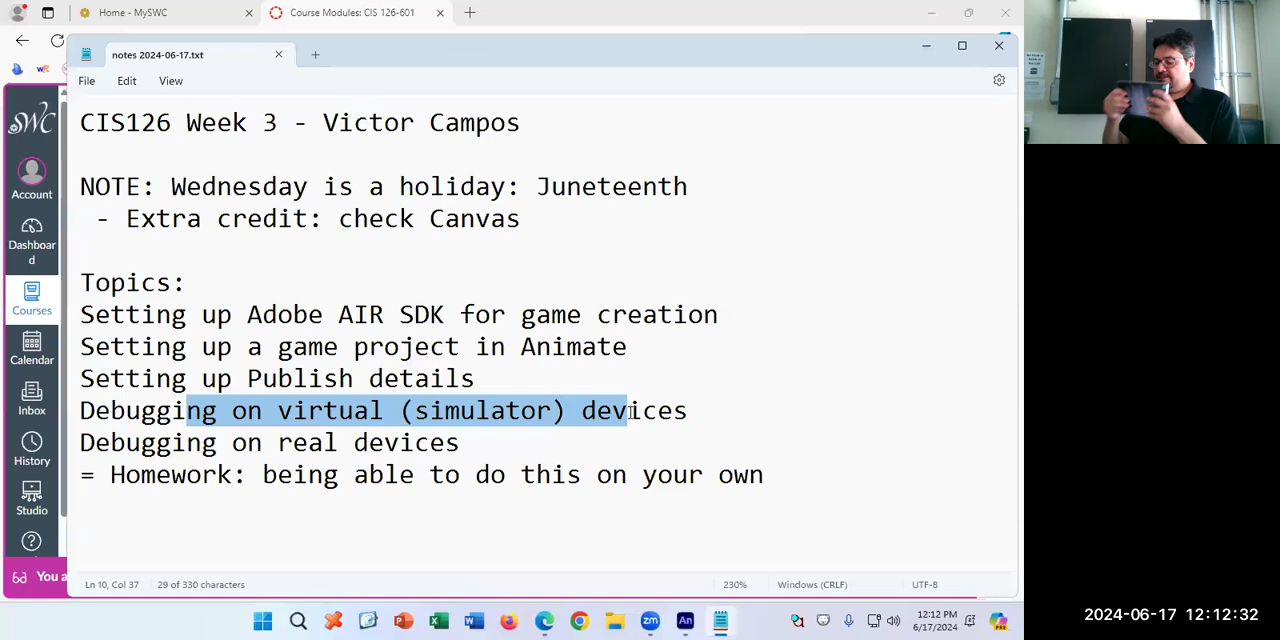 Home - MySWC
Course Modules: CIS 126-601
notes 2024-06-17.txt
File Edit View
CIS126 Week 3 - Victor Campos
NOTE: Wednesday is a holiday: Juneteenth
- Extra credit: check Canvas
Topics:
Setting up Adobe AIR SDK for game creation
Setting up a game project in Animate
Setting up Publish details
Debugging on virtual (simulator) devices
Debugging on real devices
= Homework: being able to do this on your own
SWC
Account
Dashboar
d
Courses
Calendar
Inbox
History
Studio
You a
Ln 10, Col 37
29 of 330 characters
230%
Windows (CRLF)
UTF-8
12:12 PM
6/17/2024
2024-06-17 12:12:32